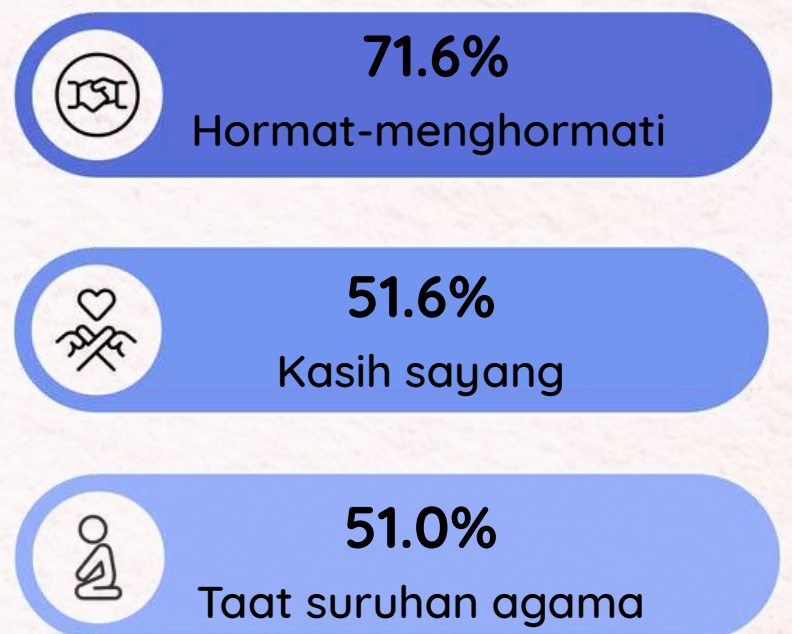 71.6%
Hormat-menghormati
51.6%
Kasih sayang
51.0%
Taat suruhan agama